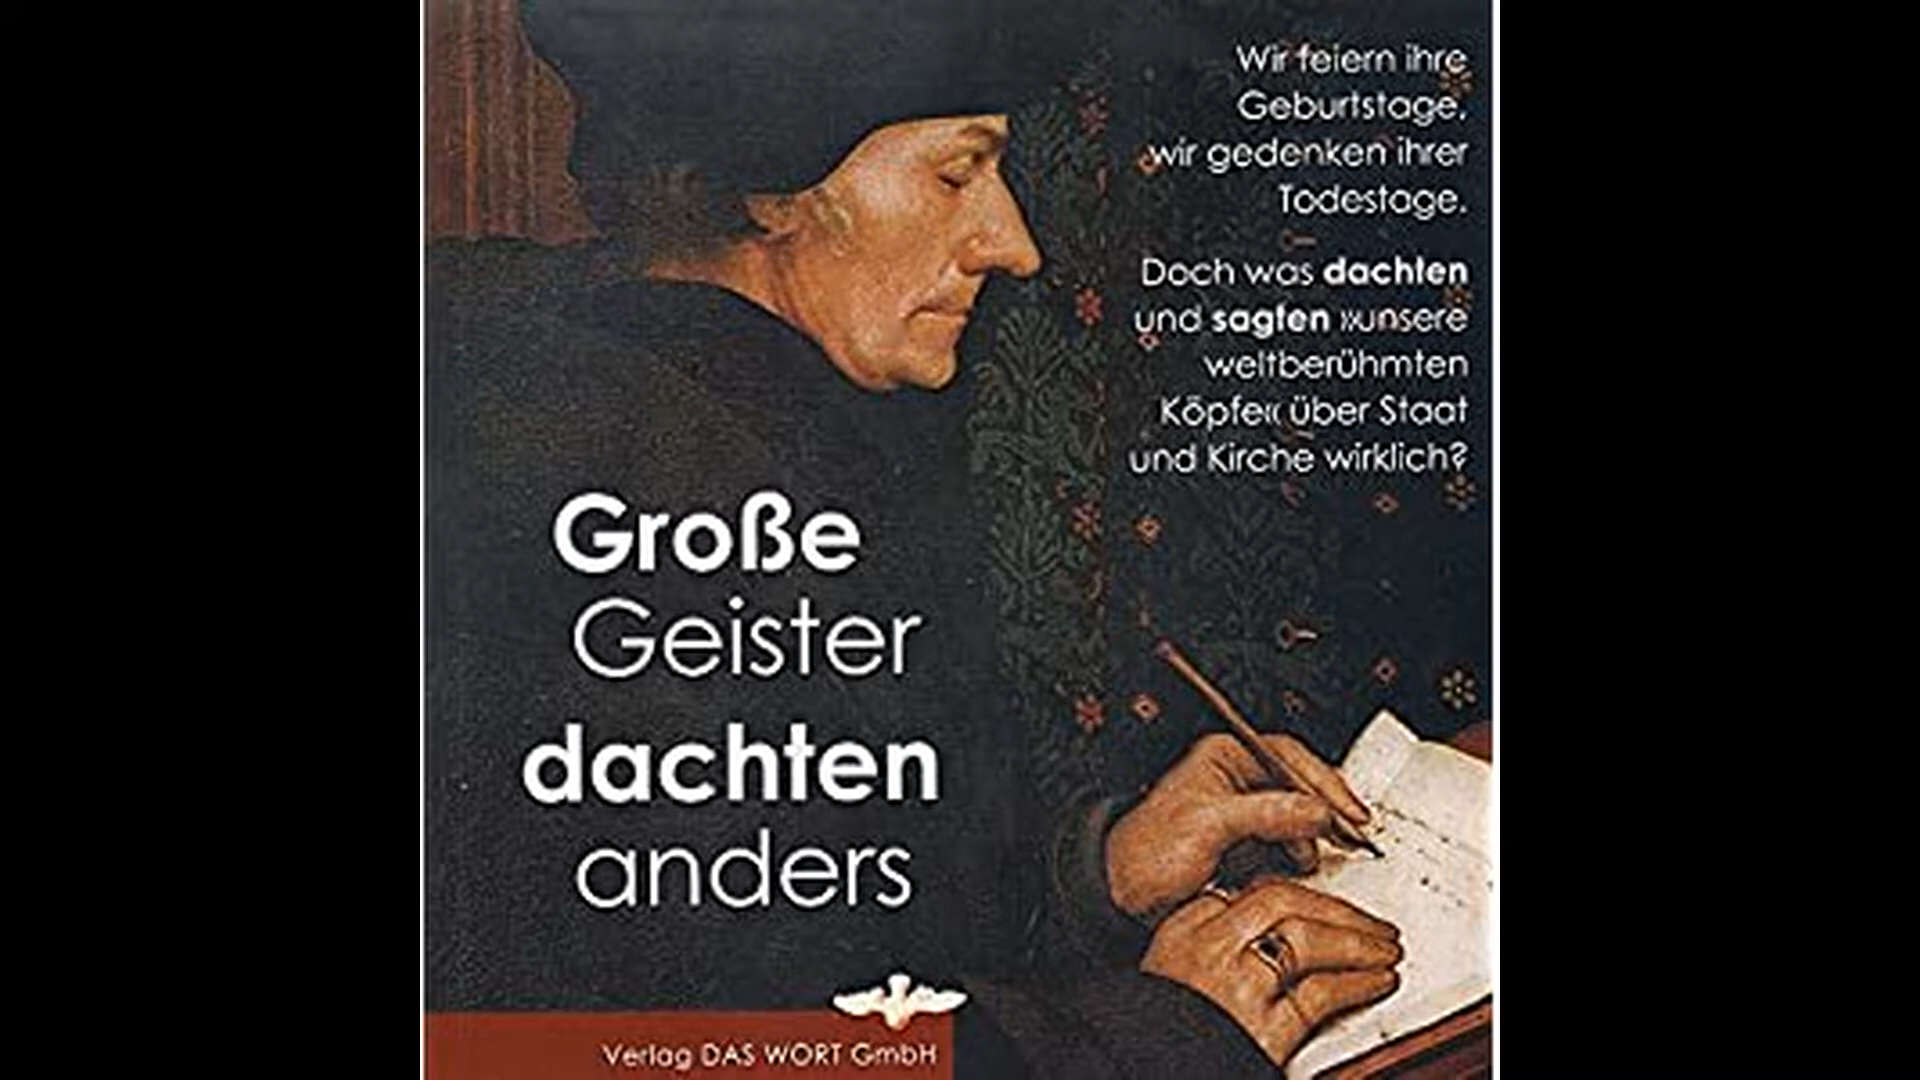 Wir feiern ihre
Geburtstage,
wir gedenken ihrer
Todestage.
Doch was dachten
und sagten »unsere
weltberühmten
Köpfe« über Staat
und Kirche wirklich?
Große
Geister
dachten
anders
Verlag DAS WORT GmbH